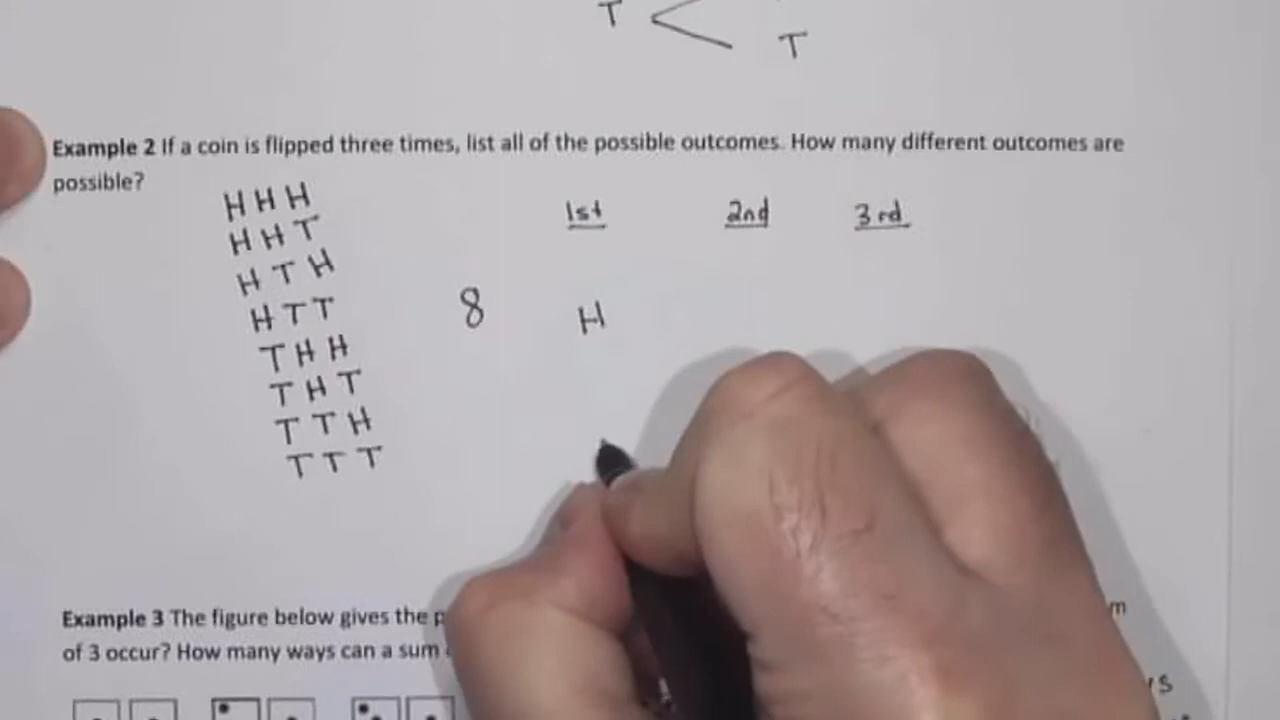 T
T
Example 2 If a coin is flipped three times, list all of the possible outcomes. How many different outcomes are
possible?
HHH
HHT
HTH
HTT
THH
THT
TTH
TTT
8
1st 2nd 3rd
H
Example 3 The figure below gives the
of 3 occur? How many ways can a sum